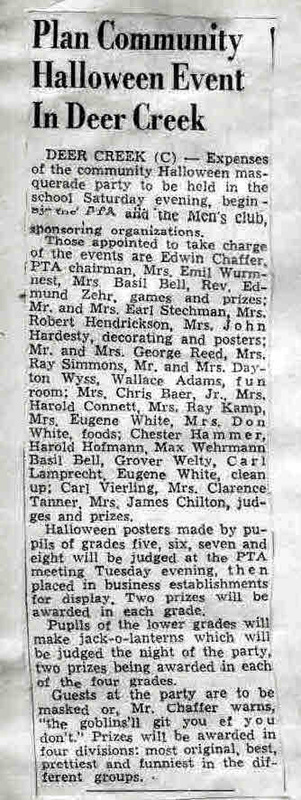 Plan Community
Halloween Event
In Deer Creek
DEER CREEK (C) — Expenses
of the community Halloween mas-
querade party to be held in the
school Saturday evening, begin-
PTA and the Men's club,
sponsoring organizations.
Those appointed to take charge
of the events are Edwin Chaffer,
PTA chairman, Mrs. Emil Wurm-
nest, Mrs. Basil Bell, Rev. Ed-
mund Zehr, games and prizes;
Mr. and Mrs. Earl Stechman, Mrs.
Robert Hendrickson, Mrs. John
Hardesty, decorating and posters;
Mr. and Mrs. George Reed, Mrs.
Ray Simmons, Mr. and Mrs. Day-
ton Wyss, Wallace Adams, fun
room; Mrs. Chris Baer, Jr., Mrs.
Harold Connett, Mrs. Ray Kamp,
Mrs. Eugene White, Mrs. Don
White, foods; Chester Hammer,
Harold Hofmann, Max Wehrmann
Basil Bell, Grover Welty, Carl
Lamprecht, Eugene White, clean
up; Carl Vierling, Mrs. Clarence
Tanner, Mrs. James Chilton, jud-
ges and prizes.
Halloween posters made by pu-
pils of grades five, six, seven and
eight will be judged at the PTA
meeting Tuesday evening, then
placed in business establishments
for display. Two prizes will be
awarded in each grade.
Pupils of the lower grades will
make jack-o-lanterns which will
be judged the night of the party,
two prizes being awarded in each
of the four grades.
Guests at the party are to be
masked or, Mr. Chaffer warns,
"the goblins'll git you ef you
don't." Prizes will be awarded in
four divisions: most original, best,
prettiest and funniest in the dif-
ferent groups.